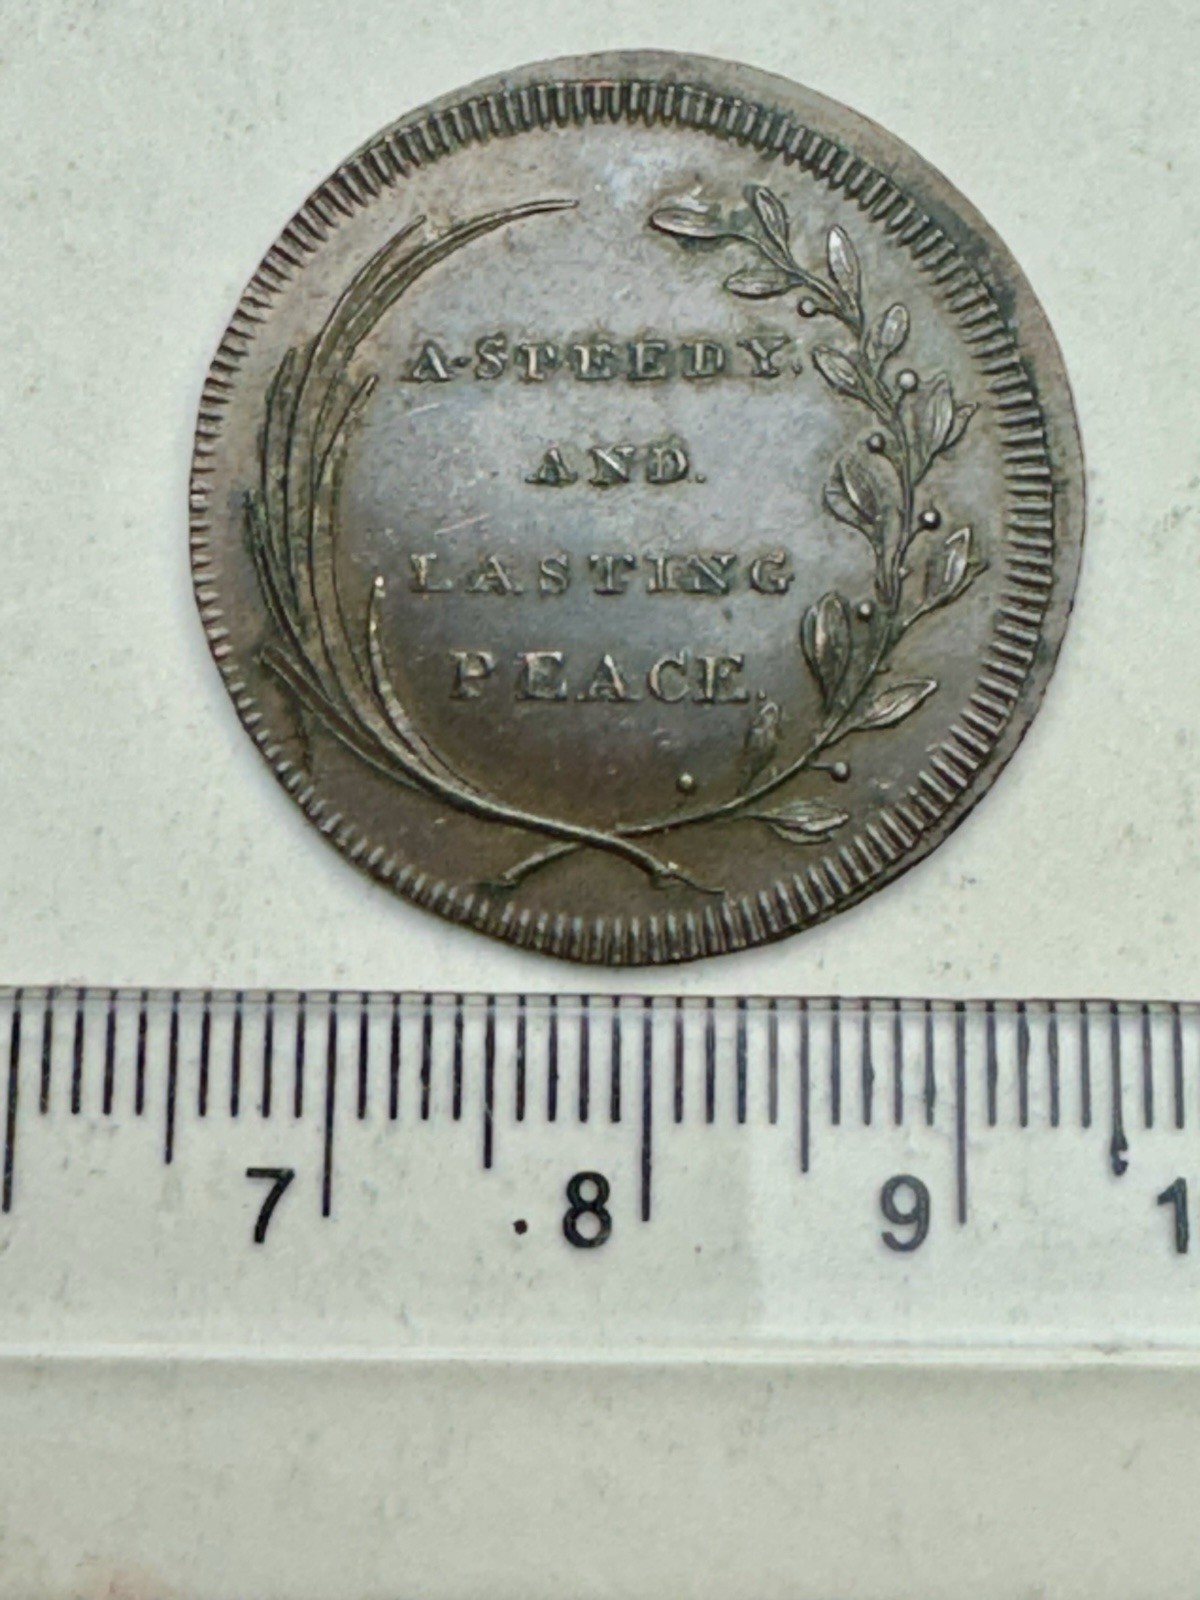 A·SPEEDY.
AND.
LASTING
PEACE.
7 8 9 1